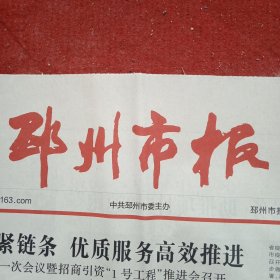 邳州市报
163.com
中共邳州市委主办
邳州市
紧链条 优质服务高效推进
一次会议暨招商引资“1号工程”推进会召开